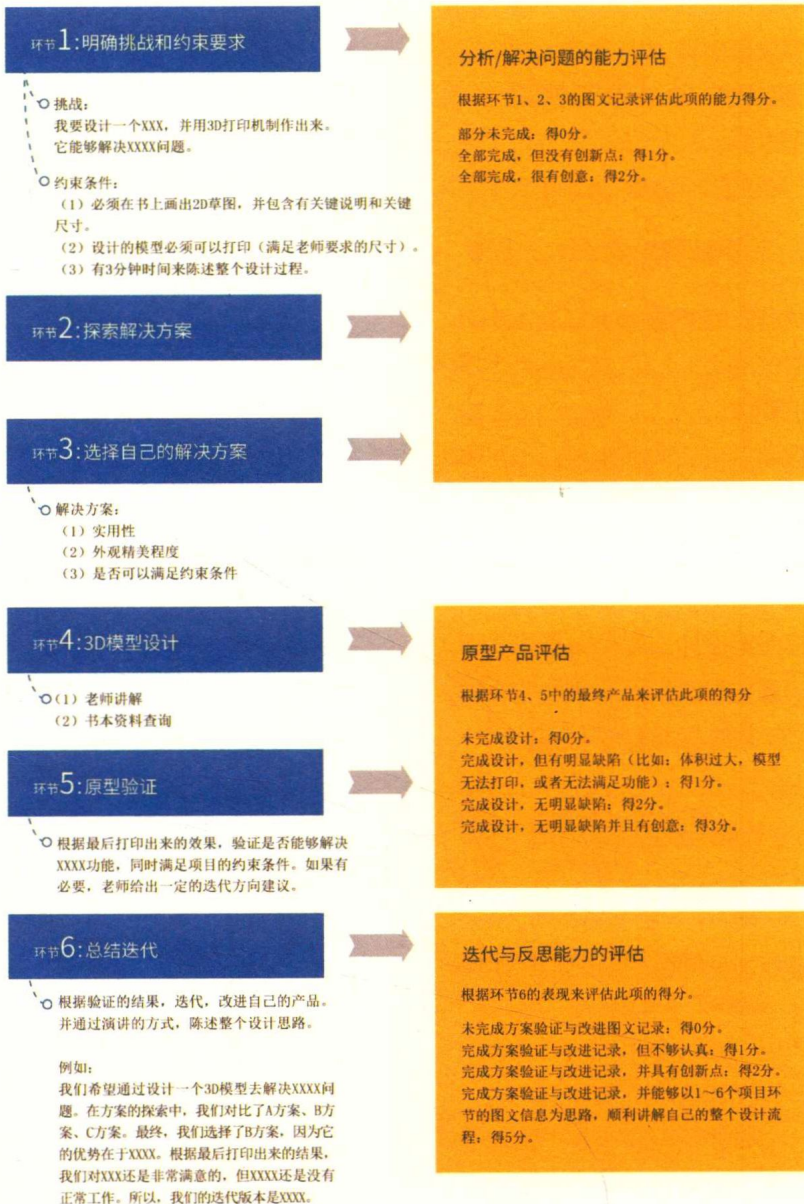 环节1:明确挑战和约束要求
挑战:
我要设计一个XXX，并用3D打印机制作出来。
它能够解决XXXX问题。
约束条件:
（1）必须在书上画出2D草图，并包含有关键说明和关键
尺寸。
（2）设计的模型必须可以打印（满足老师要求的尺寸）。
（3）有3分钟时间来陈述整个设计过程。
环节2:探索解决方案
环节3:选择自己的解决方案
解决方案:
（1）实用性
（2）外观精美程度
（3）是否可以满足约束条件
分析/解决问题的能力评估
根据环节1、2、3的图文记录评估此项的能力得分。
部分未完成：得0分。
全部完成，但没有创新点：得1分。
全部完成，很有创意：得2分。
环节4:3D模型设计
（1）老师讲解
（2）书本资料查询
环节5:原型验证
根据最后打印出来的效果，验证是否能够解决
XXXX功能，同时满足项目的约束条件。如果有
必要，老师给出一定的迭代方向建议。
原型产品评估
根据环节4、5中的最终产品来评估此项的得分
未完成设计：得0分。
完成设计，但有明显缺陷（比如：体积过大，模型
无法打印，或者无法满足功能）：得1分。
完成设计，无明显缺陷：得2分。
完成设计，无明显缺陷并且有创意：得3分。
环节6:总结迭代
根据验证的结果，迭代，改进自己的产品。
并通过演讲的方式，陈述整个设计思路。
例如:
我们希望通过设计一个3D模型去解决XXXX问
题。在方案的探索中，我们对比了A方案、B方
案、C方案。最终，我们选择了B方案，因为它
的优势在于XXXX。根据最后打印出来的结果，
我们对XXX还是非常满意的，但XXXX还是没有
正常工作。所以，我们的迭代版本是XXXX。
迭代与反思能力的评估
根据环节6的表现来评估此项的得分。
未完成方案验证与改进图文记录：得0分。
完成方案验证与改进记录，但不够认真：得1分。
完成方案验证与改进记录，并具有创新点：得2分。
完成方案验证与改进记录，并能够以1～6个项目环
节的图文信息为思路，顺利讲解自己的整个设计流
程：得5分。